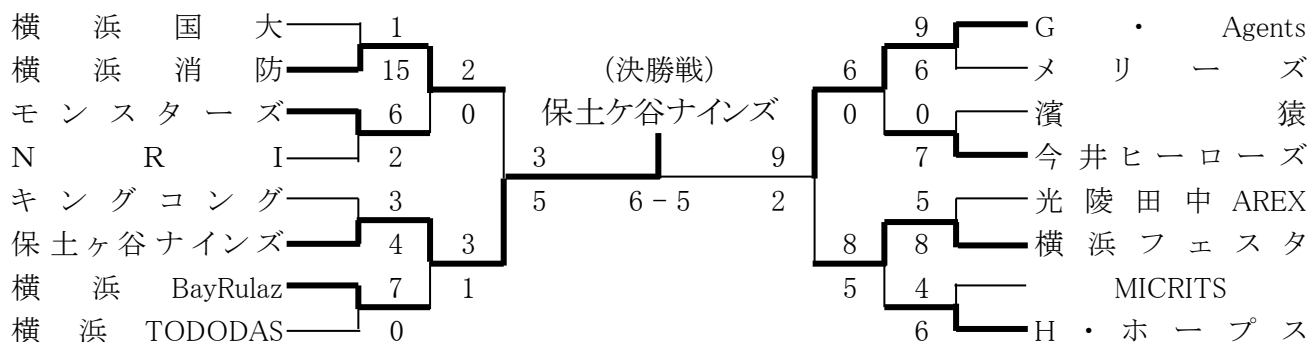 横浜国大 1 9 G・Agents
横浜消防 15 2 (決勝戦) 6 6 メリーズ
モンスターズ 6 0 保土ケ谷ナインズ 0 0 濱猿
NRI 2 3 9 7 今井ヒーローズ
キングコング 3 5 6-5 2 5 光陵田中AREX
保土ヶ谷ナインズ 4 3 8 8 横浜フェスタ
横浜BayRulaz 7 1 5 4 MICRITS
横浜TODODAS 0 6 H・ホープス